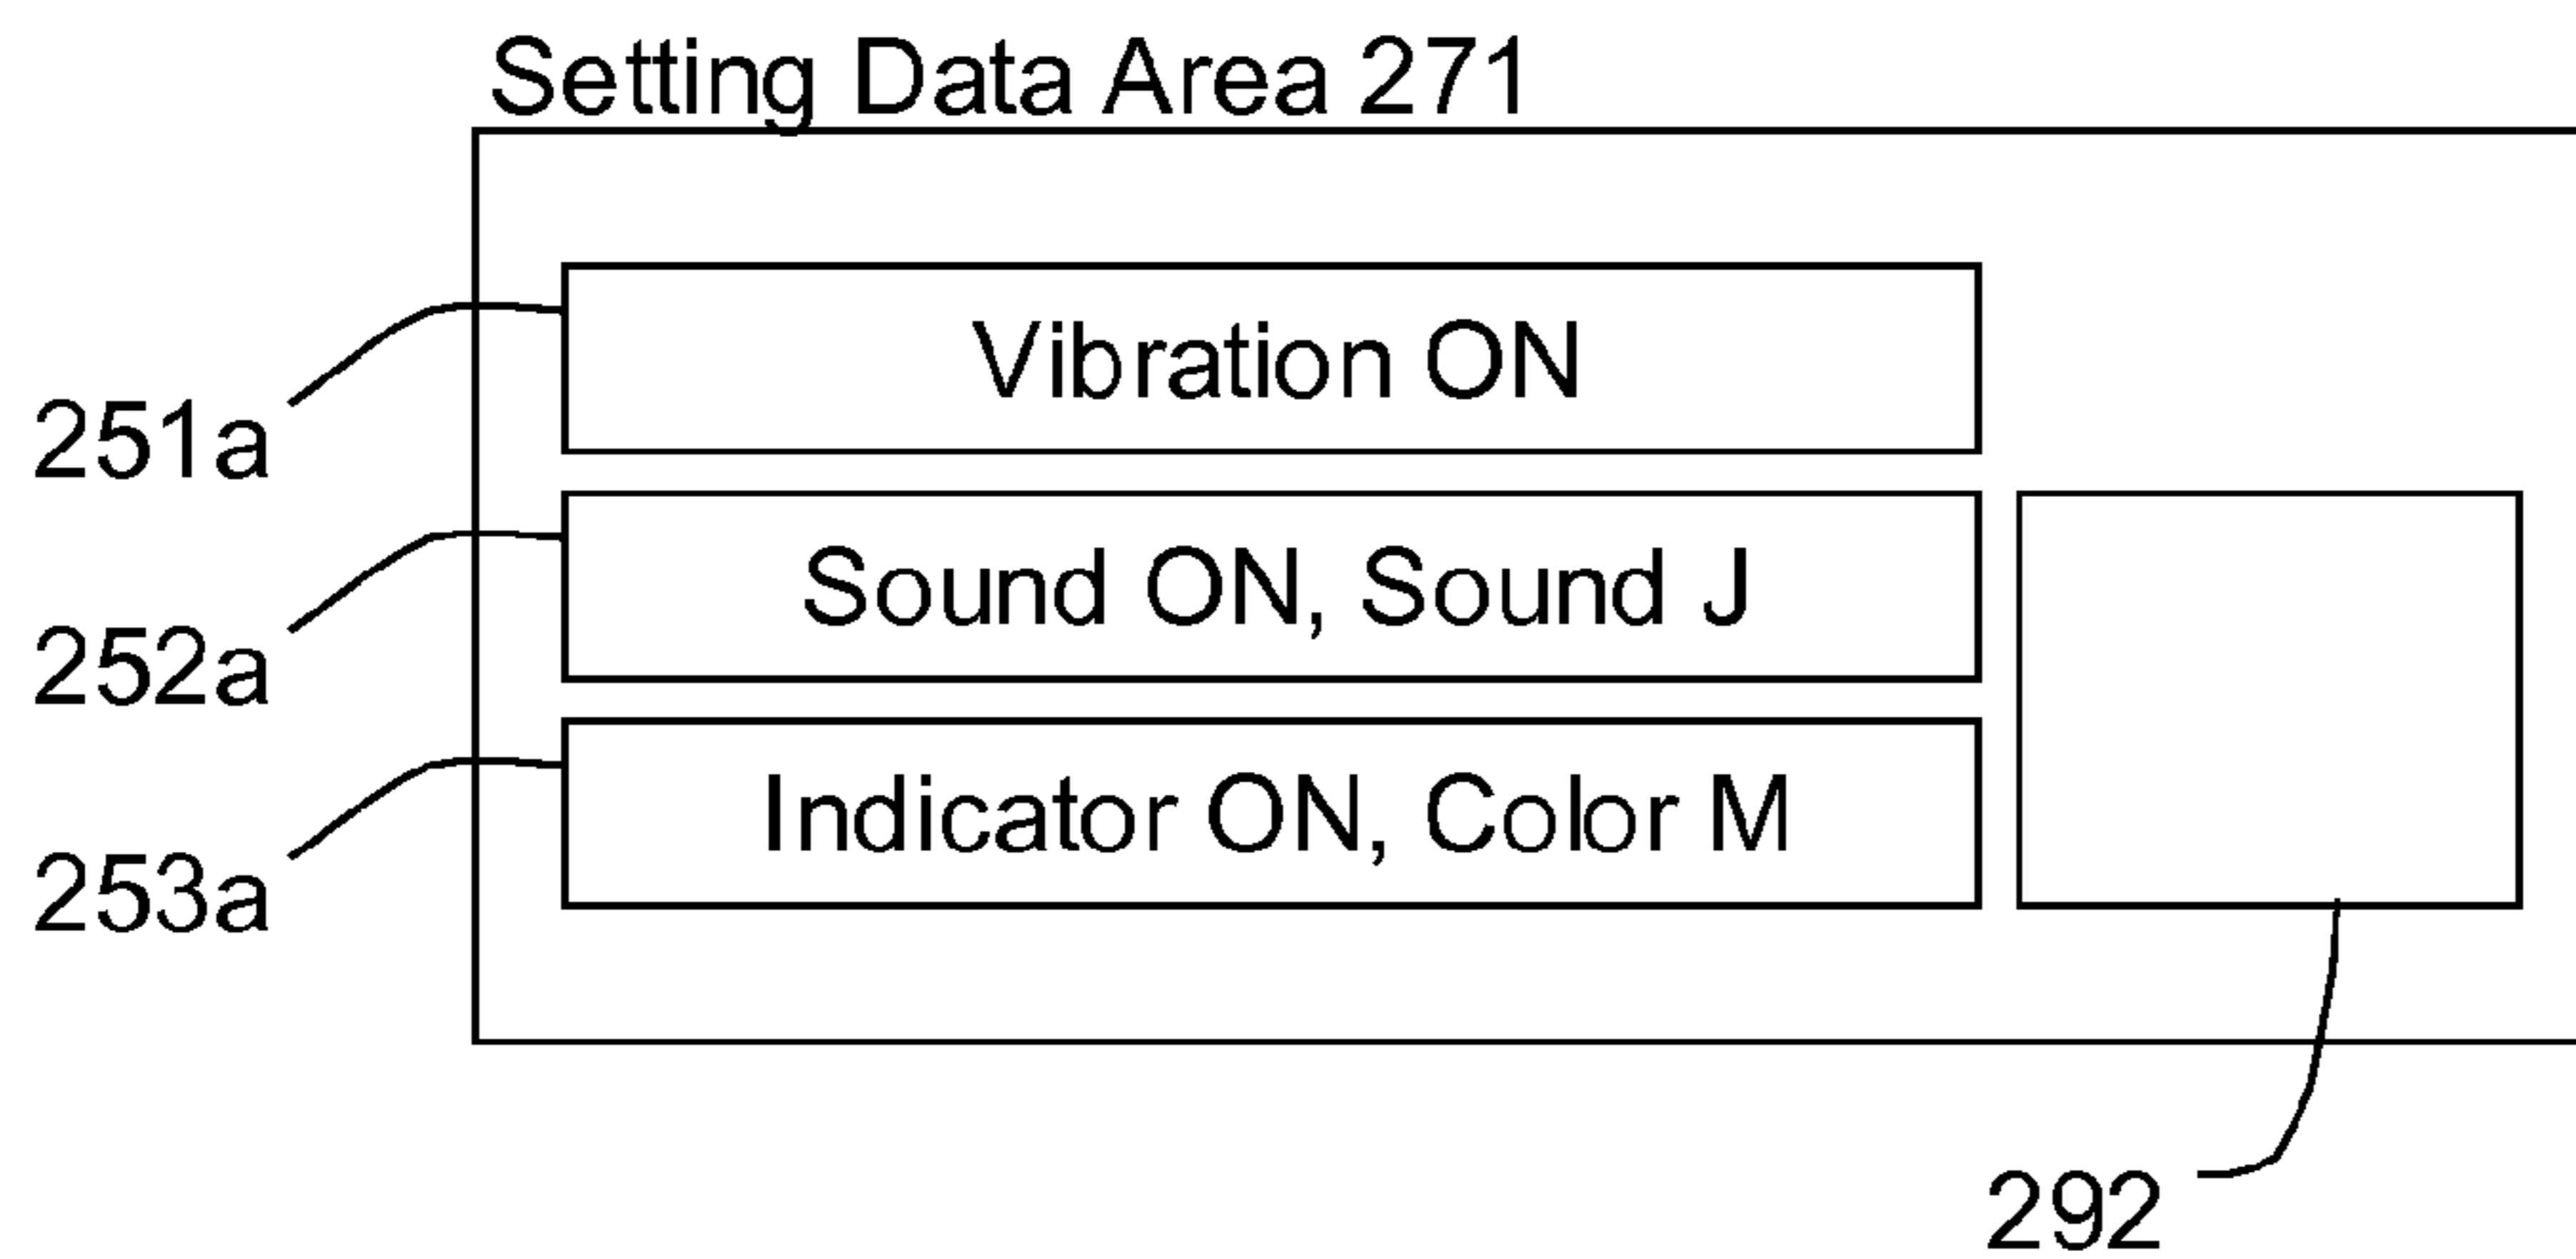 Setting Data Area 271
Vibration ON
251a
Sound ON, Sound J
252a
Indicator ON, Color M
253a
292